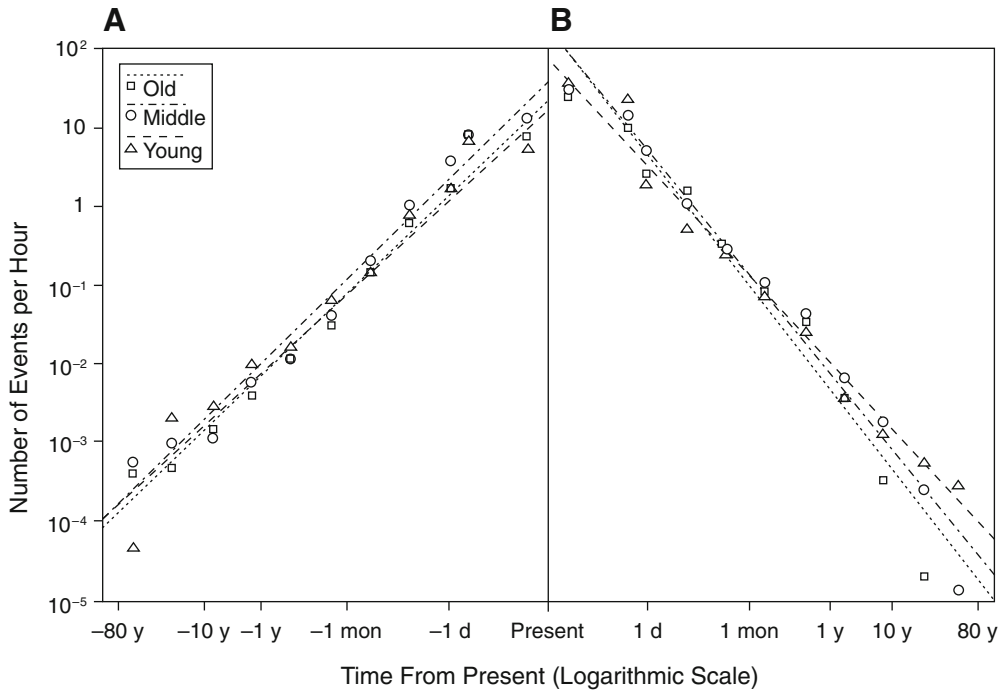 A
B
Old
Middle
Young
10²
10
1
10⁻¹
10⁻²
10⁻³
10⁻⁴
10⁻⁵
Number of Events per Hour
–80 y –10 y –1 y –1 mon –1 d Present 1 d 1 mon 1 y 10 y 80 y
Time From Present (Logarithmic Scale)